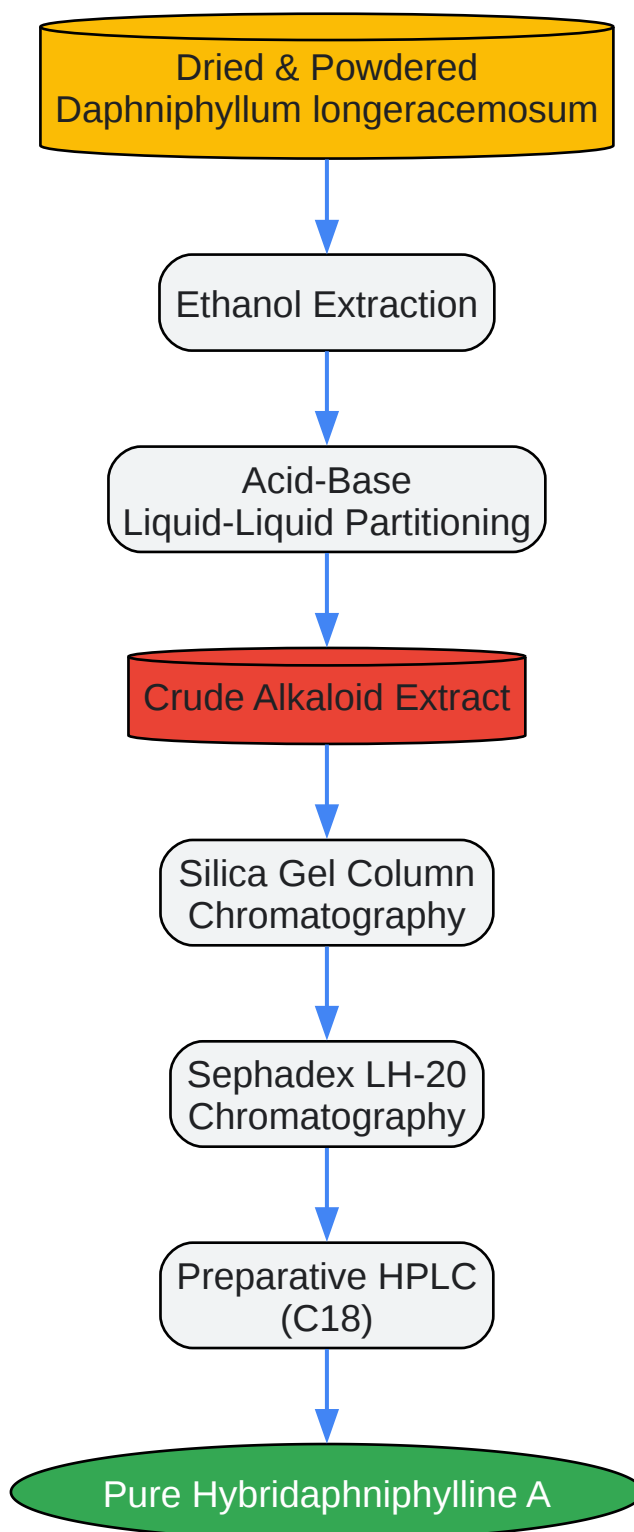 Dried & Powdered
Daphniphyllum longeracemosum
Ethanol Extraction
Acid-Base
Liquid-Liquid Partitioning
Crude Alkaloid Extract
Silica Gel Column
Chromatography
Sephadex LH-20
Chromatography
Preparative HPLC
(C18)
Pure Hybridaphniphylline A